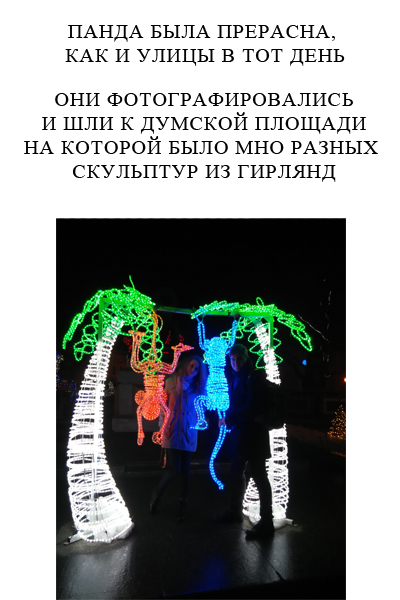 ПАНДА БЫЛА ПРЕРАСНА,
КАК И УЛИЦЫ В ТОТ ДЕНЬ
ОНИ ФОТОГРАФИРОВАЛИСЬ
И ШЛИ К ДУМСКОЙ ПЛОЩАДИ
НА КОТОРОЙ БЫЛО МНО РАЗНЫХ
СКУЛЬПТУР ИЗ ГИРЛЯНД